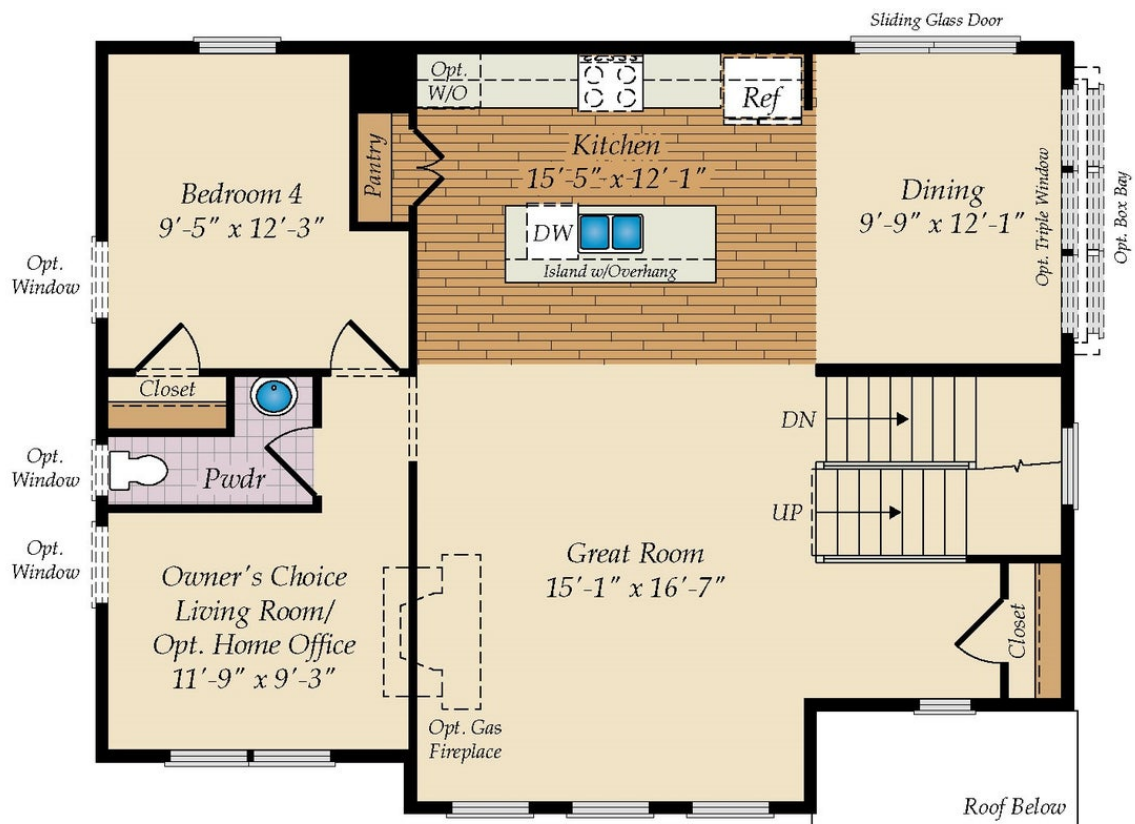 Sliding Glass Door
Opt.
W/O
Ref
Kitchen
15'-5" x 12'-1"
Pantry
Bedroom 4
9'-5" x 12'-3"
Dining
9'-9" x 12'-1"
Opt. Triple Window
Opt. Box Bay
DW
Island w/Overhang
Opt.
Window
Closet
DN
Opt.
Window
Pwdr
UP
Opt.
Window
Great Room
15'-1" x 16'-7"
Owner's Choice
Living Room/
Opt. Home Office
11'-9" x 9'-3"
Closet
Opt. Gas
Fireplace
Roof Below